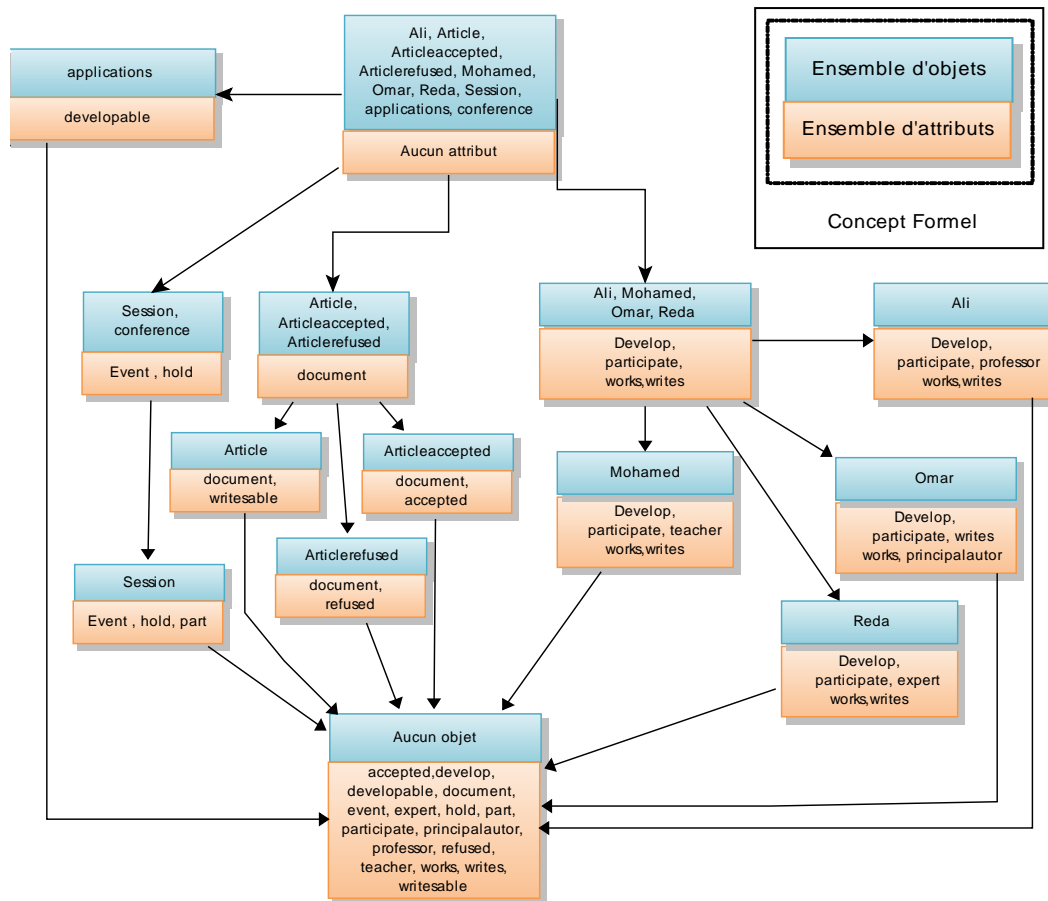 applications
developable
Ali, Article,
Articleaccepted,
Articlerefused, Mohamed,
Omar, Reda, Session,
applications, conference
Aucun attribut
Ensemble d'objets
Ensemble d'attributs
Concept Formel
Session,
conference
Event , hold
Article,
Articleaccepted,
Articlerefused
document
Ali, Mohamed,
Omar, Reda
Develop,
participate,
works,writes
Ali
Develop,
participate, professor
works,writes
Article
document,
writesable
Articleaccepted
document,
accepted
Mohamed
Develop,
participate, teacher
works,writes
Omar
Develop,
participate, writes
works, principalautor
Session
Event , hold, part
Articlerefused
document,
refused
Reda
Develop,
participate, expert
works,writes
Aucun objet
accepted,develop,
developable, document,
event, expert, hold, part,
participate, principalautor,
professor, refused,
teacher, works, writes,
writesable